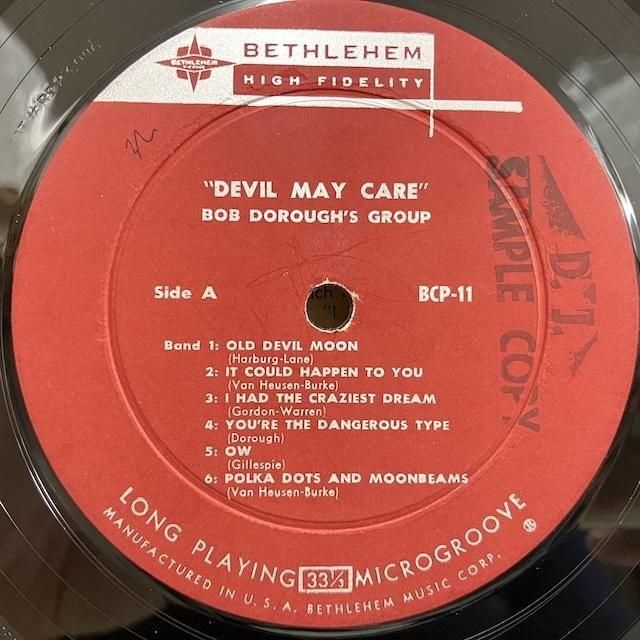 BETHLEHEM
BETHLEHEM
HIGH FIDELITY
"DEVIL MAY CARE"
BOB DOROUGH'S GROUP
D.J.
SAMPLE COPY
Side A
BCP-11
Band 1: OLD DEVIL MOON
(Harburg-Lane)
2: IT COULD HAPPEN TO YOU
(Van Heusen-Burke)
3: I HAD THE CRAZIEST DREAM
(Gordon-Warren)
4: YOU'RE THE DANGEROUS TYPE
(Dorough)
5: OW
(Gillespie)
6: POLKA DOTS AND MOONBEAMS
(Van Heusen-Burke)
LONG PLAYING 33⅓ MICROGROOVE ®
MANUFACTURED IN U.S.A. BETHLEHEM MUSIC CORP.